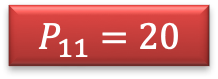 P₁₁ = 20